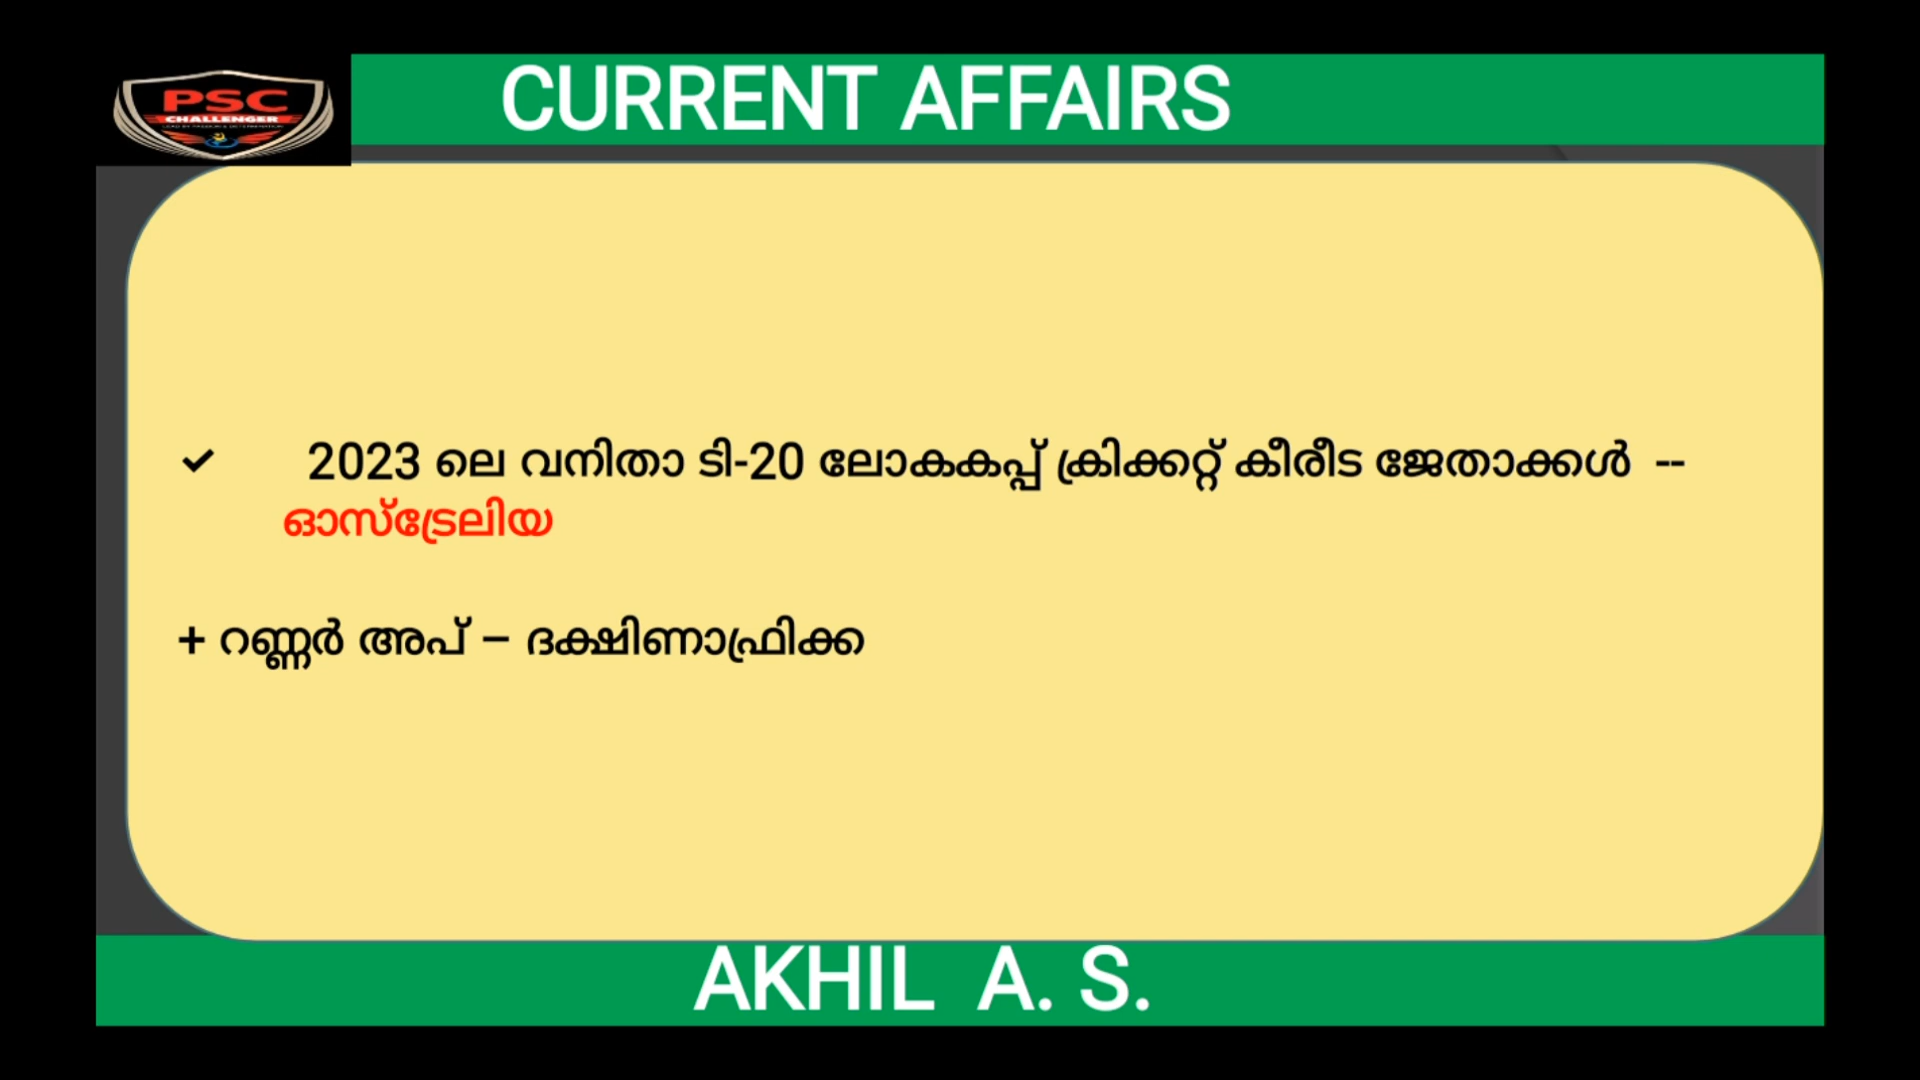 PSC
CHALLENGER
CURRENT AFFAIRS
✓ 2023 ലെ വനിതാ ടി-20 ലോകകപ്പ് ക്രിക്കറ്റ് കീരീട ജേതാക്കൾ --
ഓസ്ട്രേലിയ
+ റണ്ണർ അപ് – ദക്ഷിണാഫ്രിക്ക
AKHIL A. S.